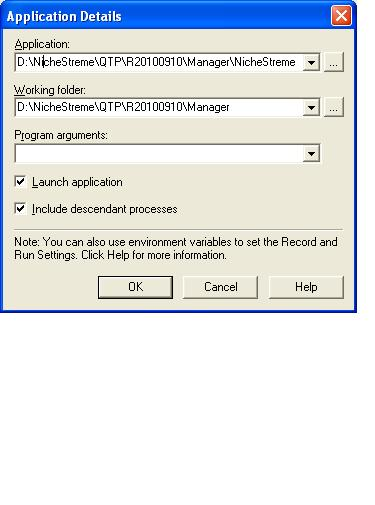 Application Details
Application:
D:\NicheStreme\QTP\R20100910\Manager\NicheStreme
...
Working folder:
D:\NicheStreme\QTP\R20100910\Manager
...
Program arguments:
Launch application
Include descendant processes
Note: You can also use environment variables to set the Record and
Run Settings. Click Help for more information.
OK Cancel Help